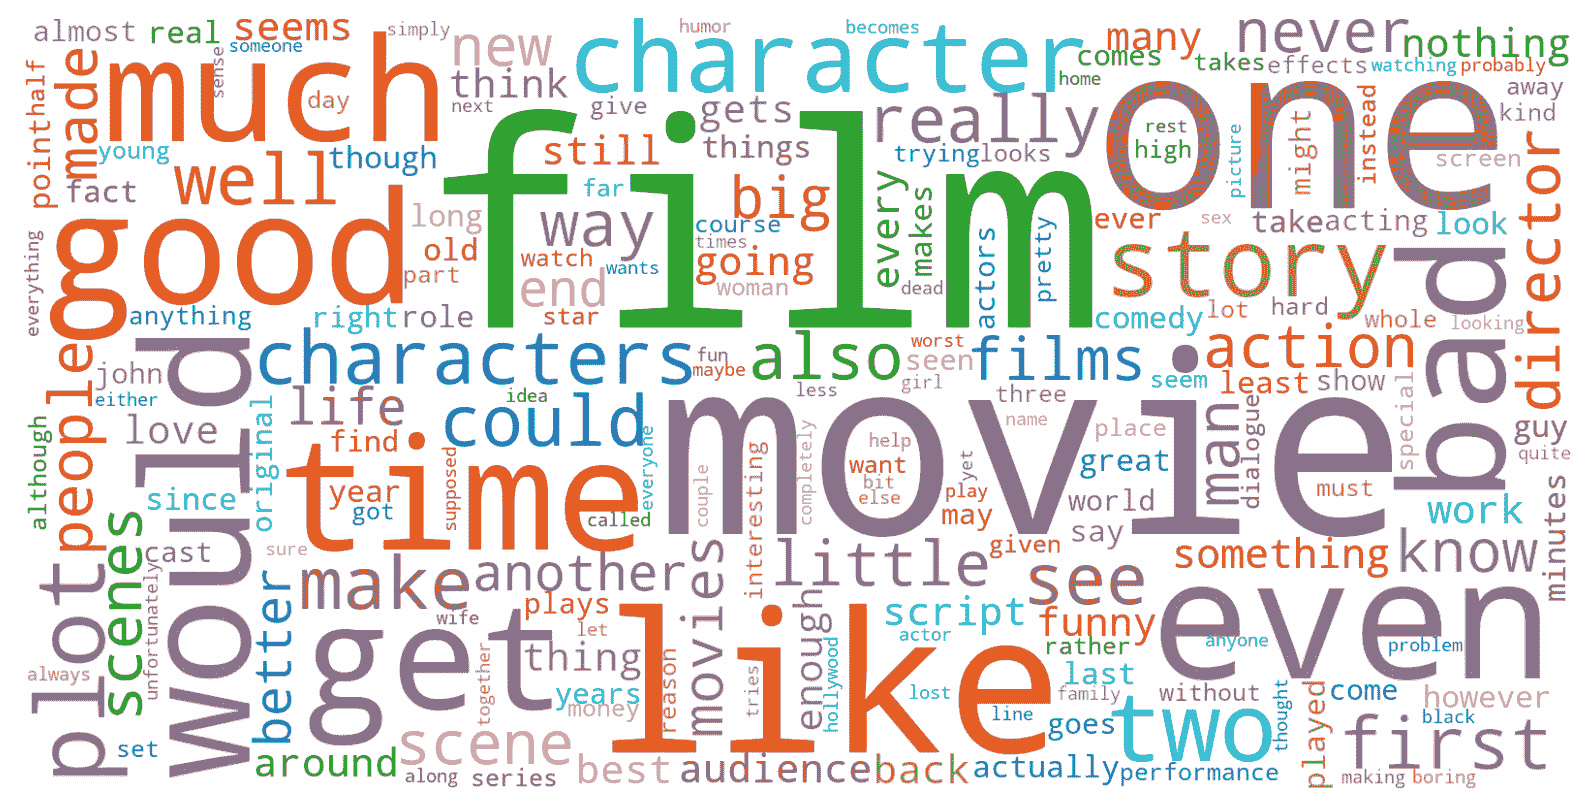 almost
real
seems
simply
humor
becomes
many
never
nothing
someone
new
character
comes
takes
effects
watching
probably
made
much
sense
think
home
away
half
point
day
next
give
gets
really
one
rest
high
picture
might
instead
kind
screen
young
though
still
things
trying
looks
fact
well
far
big
every
makes
film
ever
sex
take
acting
look
director
good
long
way
course
times
old
part
watch
wants
going
woman
dead
actors
pretty
story
everything
end
anything
right
role
star
comedy
lot
hard
whole
looking
bad
people
would
characters
fun
maybe
also
worst
seen
girl
films
action
john
either
idea
less
three
seem
least
show
although
love
original
life
could
movie
name
place
man
dialogue
special
guy
quite
find
time
supposed
everyone
couple
interesting
completely
help
want
bit
else
yet
play
may
great
world
say
must
work
since
year
got
called
scenes
plot
cast
sure
unfortunately
better
make
another
movies
little
given
something
know
minutes
see
plays
enough
script
funny
even
always
get
wife
let
thing
like
actor
rather
anyone
problem
together
years
money
reason
tries
hollywood
lost
last
family
without
come
however
line
goes
two
thought
played
black
first
set
around
scene
along
series
best
audience
back
actually
performance
making
boring